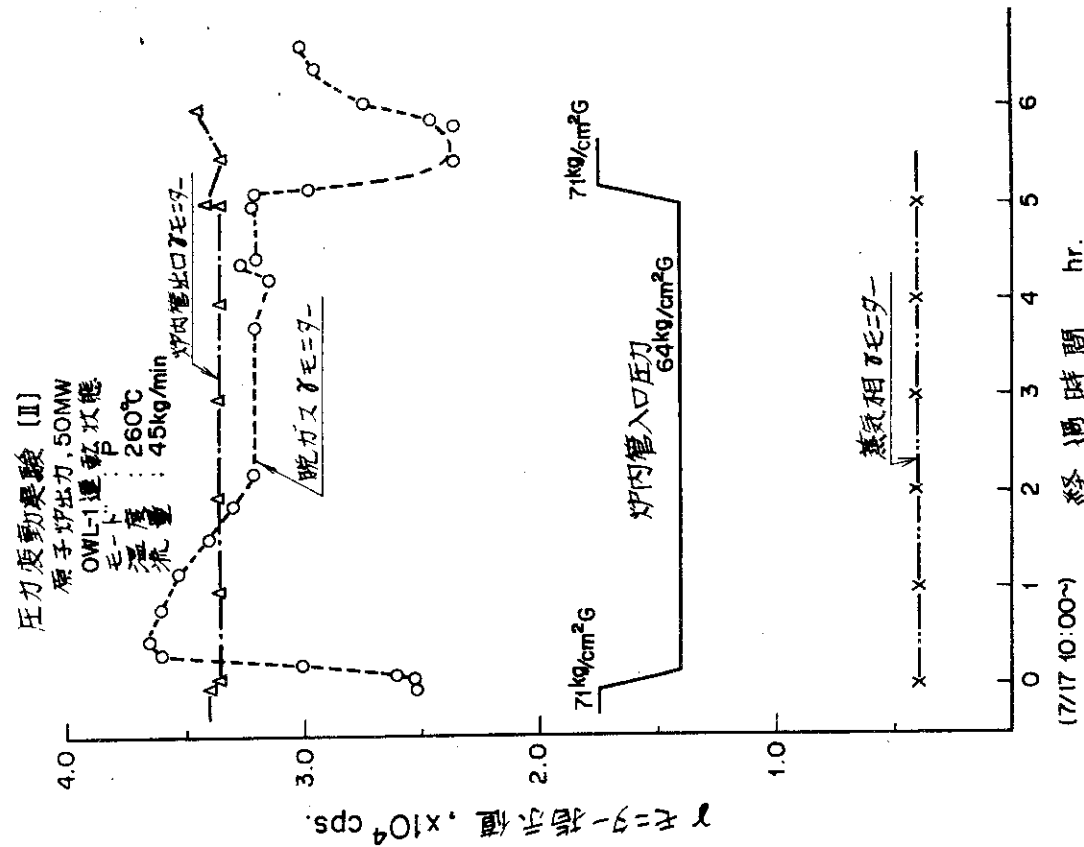 圧力変動実験 [II]
原子炉出力, 50MW
OWL-1 運転状態
モード : P
温度 : 260℃
流量 : 45kg/min
炉内管出口γモニター
脱ガスγモニター
71kg/cm²G
炉内管入口圧力
64kg/cm²G
71kg/cm²G
蒸気相γモニター
γモニター指示値, ×10⁴ cps.
4.0
3.0
2.0
1.0
0 1 2 3 4 5 6
(7/17 10:00~) 経過時間 hr.